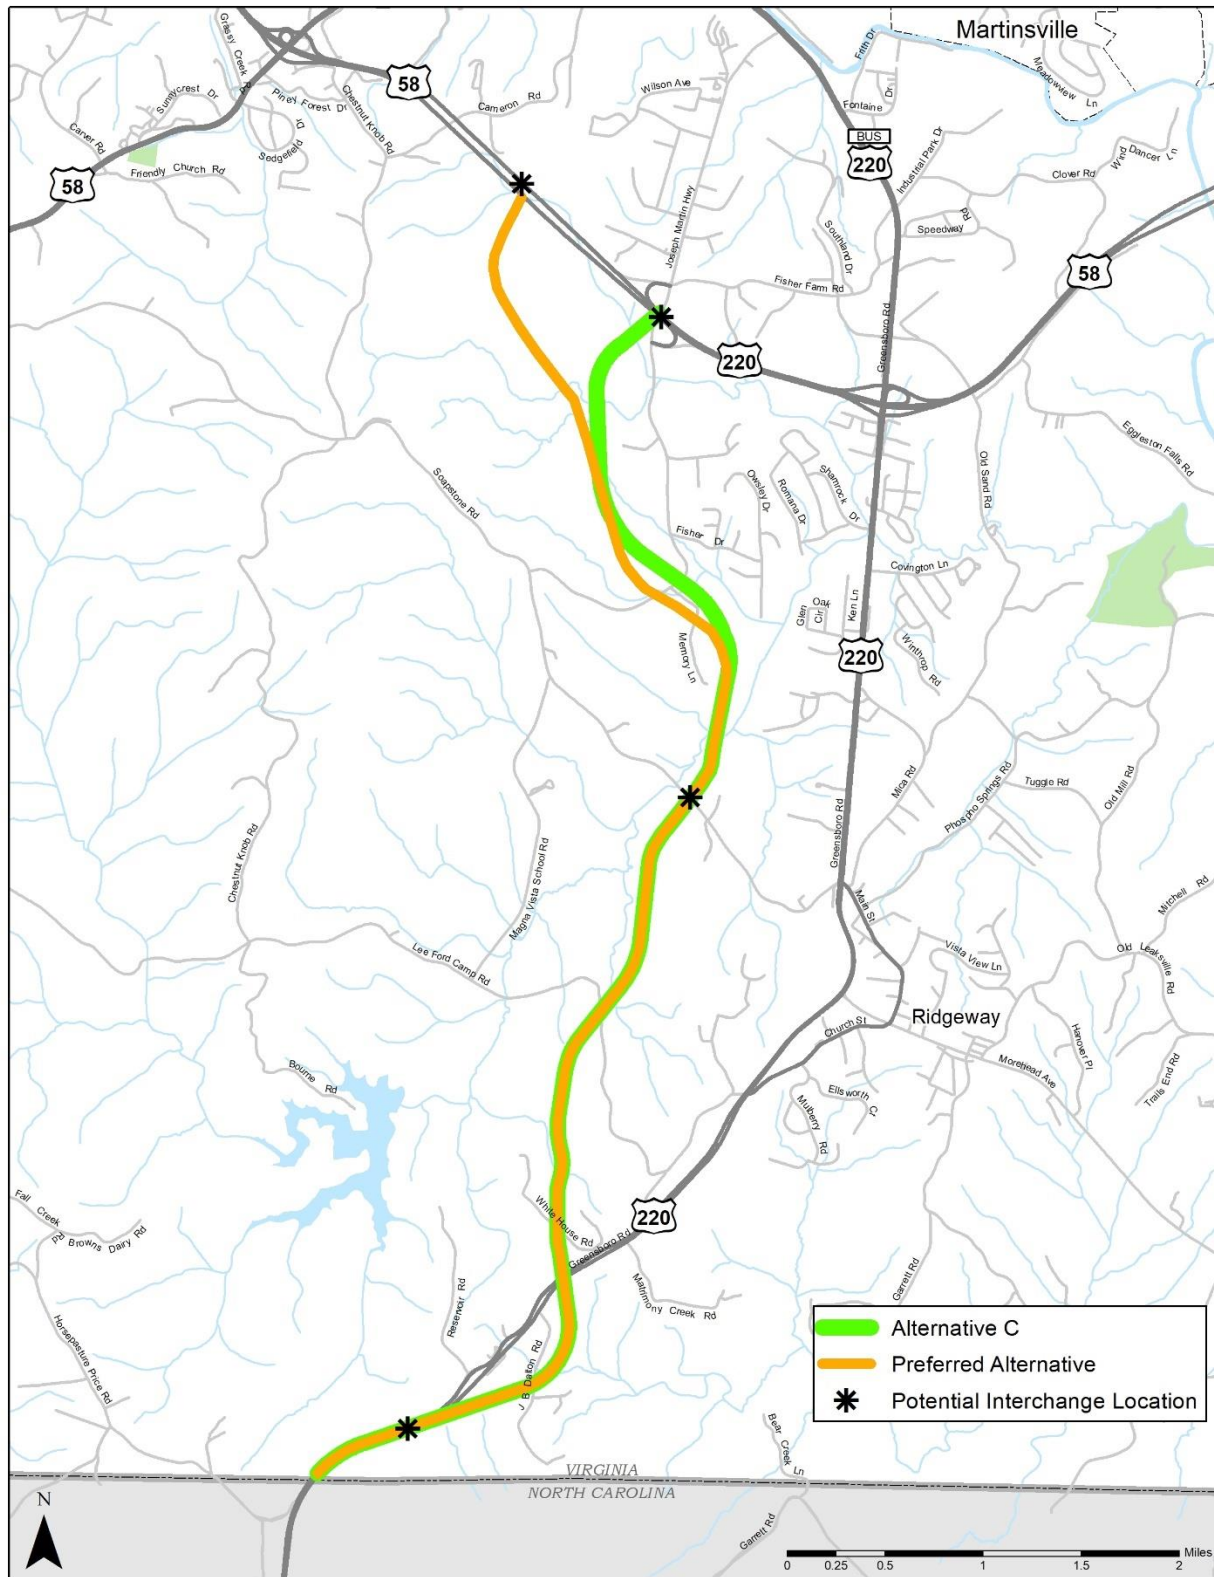 Martinsville
Grassy Creek Rd
Sunnycrest Dr
Piney Forest Dr
Chestnut Knob Rd
58
Cameron Rd
Wilson Ave
Frith Dr
Meadowview Ln
Fontaine Dr
BUS
220
Industrial Park Dr
Carver Rd
Friendly Church Rd
Sedgefield Dr
58
Wind Dancer Ln
Clover Rd
Speedway Rd
Joseph Martin Hwy
Southland Dr
Fisher Farm Rd
58
220
Greensboro Rd
Eggleston Falls Rd
Soapstone Rd
Owsley Dr
Romana Dr
Shamrock Dr
Old Sand Rd
Fisher Dr
Covington Ln
Glen Oak Cir
Ken Ln
Memory Ln
220
Winthrop Rd
Mica Rd
Phospho Springs Rd
Tuggle Rd
Old Mill Rd
Greensboro Rd
Chestnut Knob Rd
Magna Vista School Rd
Main St
Mitchell Rd
Lee Ford Camp Rd
Vista View Ln
Old Leaksville Rd
Ridgeway
Church St
Morehead Ave
Hanover Pl
Trails End Rd
Bourne Rd
Mulberry Rd
Ellsworth Cr
Fall Creek Rd
Browns Dairy Rd
White House Rd
220
Greensboro Rd
Matrimony Creek Rd
Garrett Rd
Reservoir Rd
Horsepasture Price Rd
J B Dalton Rd
Alternative C
Preferred Alternative
Potential Interchange Location
Bear Creek Ln
VIRGINIA
NORTH CAROLINA
Garrett Rd
N
Miles
0 0.25 0.5 1 1.5 2